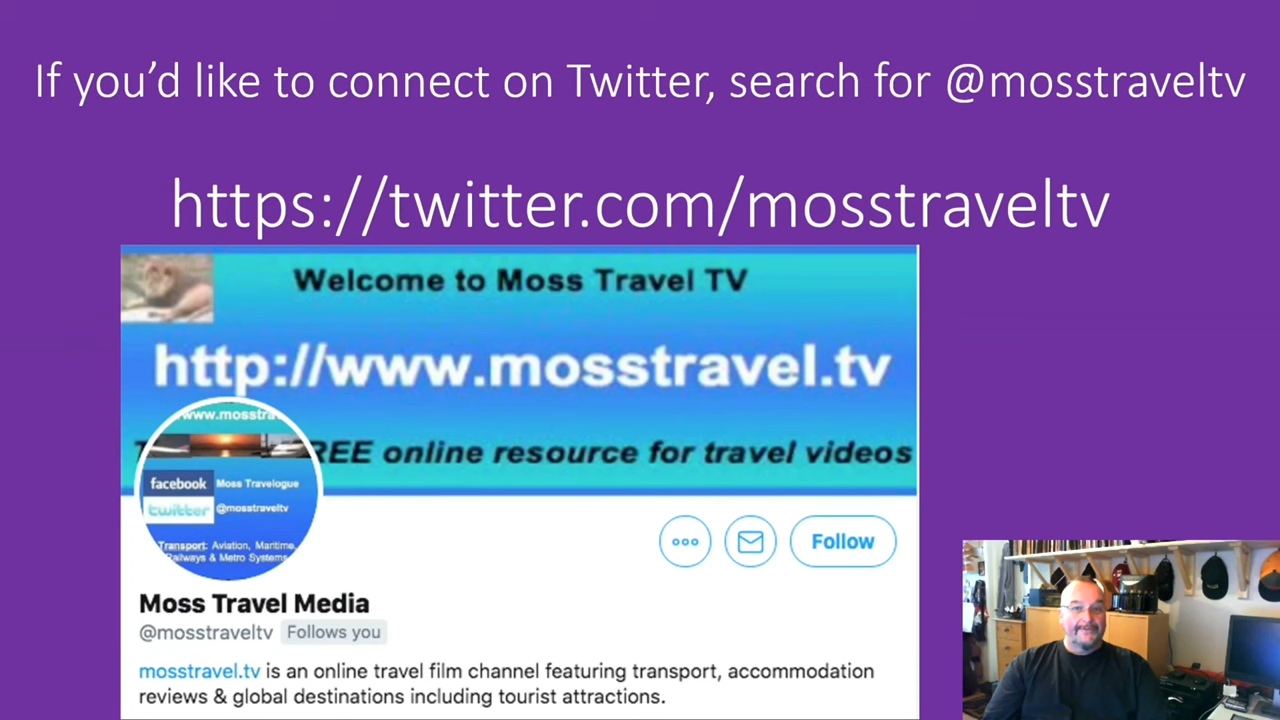 If you’d like to connect on Twitter, search for @mosstraveltv
https://twitter.com/mosstraveltv
Welcome to Moss Travel TV
http://www.mosstravel.tv
FREE online resource for travel videos
www.mosstra
facebook Moss Travelogue
twitter @mosstraveltv
Transport: Aviation, Maritime,
Railways & Metro Systems
Follow
Moss Travel Media
@mosstraveltv Follows you
mosstravel.tv is an online travel film channel featuring transport, accommodation
reviews & global destinations including tourist attractions.